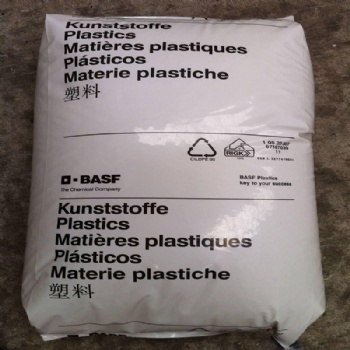 Kunststoffe
Plastics
Matières plastiques
Plásticos
Materie plastiche
塑料
RIGK
BASF
The Chemical Company
BASF Plastics
key to your success
Kunststoffe
Plastics
Matières plastiques
Plásticos
Materie plastiche
塑料